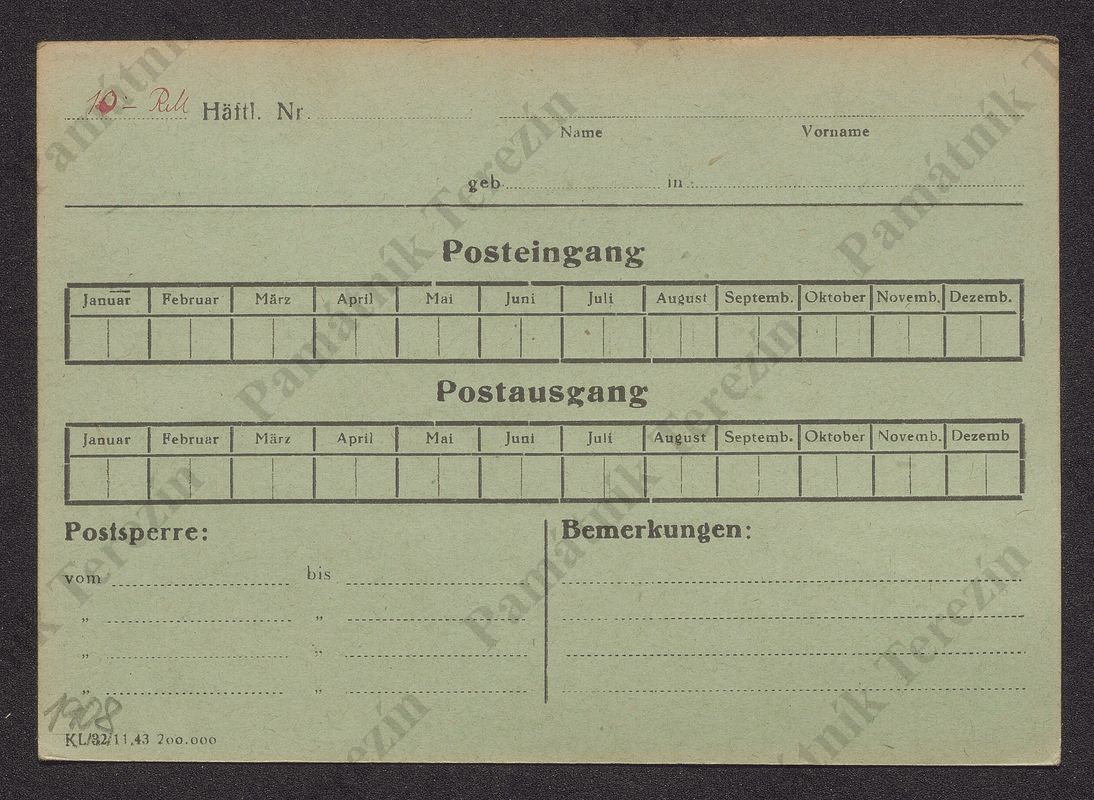 10.- RM Häftl. Nr.
Name Vorname
geb. in
Posteingang
Januar Februar März April Mai Juni Juli August Septemb. Oktober Novemb. Dezemb.
Postausgang
Januar Februar März April Mai Juni Juli August Septemb. Oktober Novemb. Dezemb
Postsperre: Bemerkungen:
vom bis
„ „
„ „
„ „
1908
KL/32/11.43 200.000
Památník Terezín